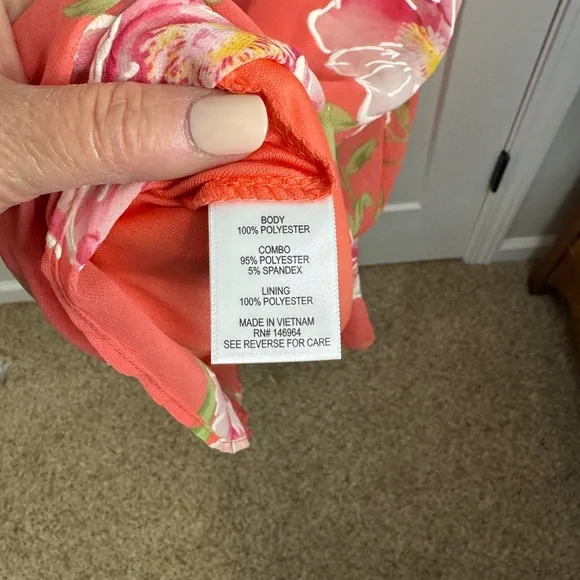 BODY
100% POLYESTER
COMBO
95% POLYESTER
5% SPANDEX
LINING
100% POLYESTER
MADE IN VIETNAM
RN# 146964
SEE REVERSE FOR CARE